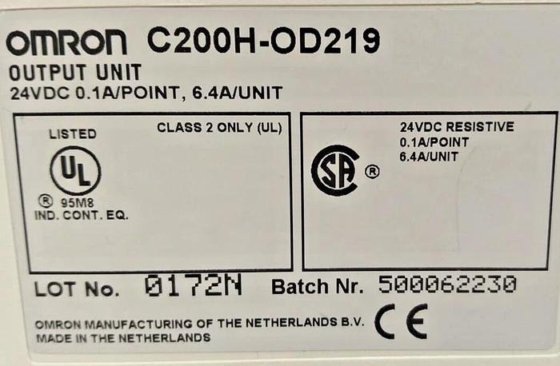 OMRON C200H-OD219
OUTPUT UNIT
24VDC 0.1A/POINT, 6.4A/UNIT
LISTED
CLASS 2 ONLY (UL)
UL
® 95M8
IND. CONT. EQ.
24VDC RESISTIVE
0.1A/POINT
6.4A/UNIT
SA ®
LOT No. 0172N Batch Nr. 500062230
OMRON MANUFACTURING OF THE NETHERLANDS B.V.
MADE IN THE NETHERLANDS
CE